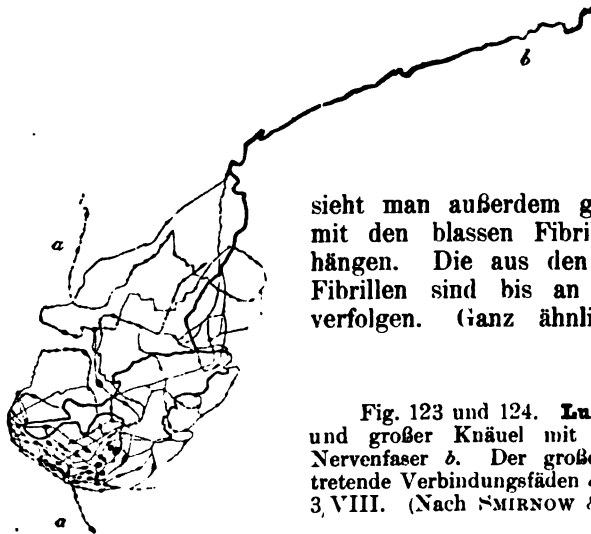 b
sieht man außerdem g
mit den blassen Fibri
a
hängen. Die aus den
Fibrillen sind bis an
verfolgen. Ganz ähnli
Fig. 123 und 124. Lu
und großer Knäuel mit
Nervenfaser b. Der große
tretende Verbindungsfäden
3, VIII. (Nach SMIRNOW &
a